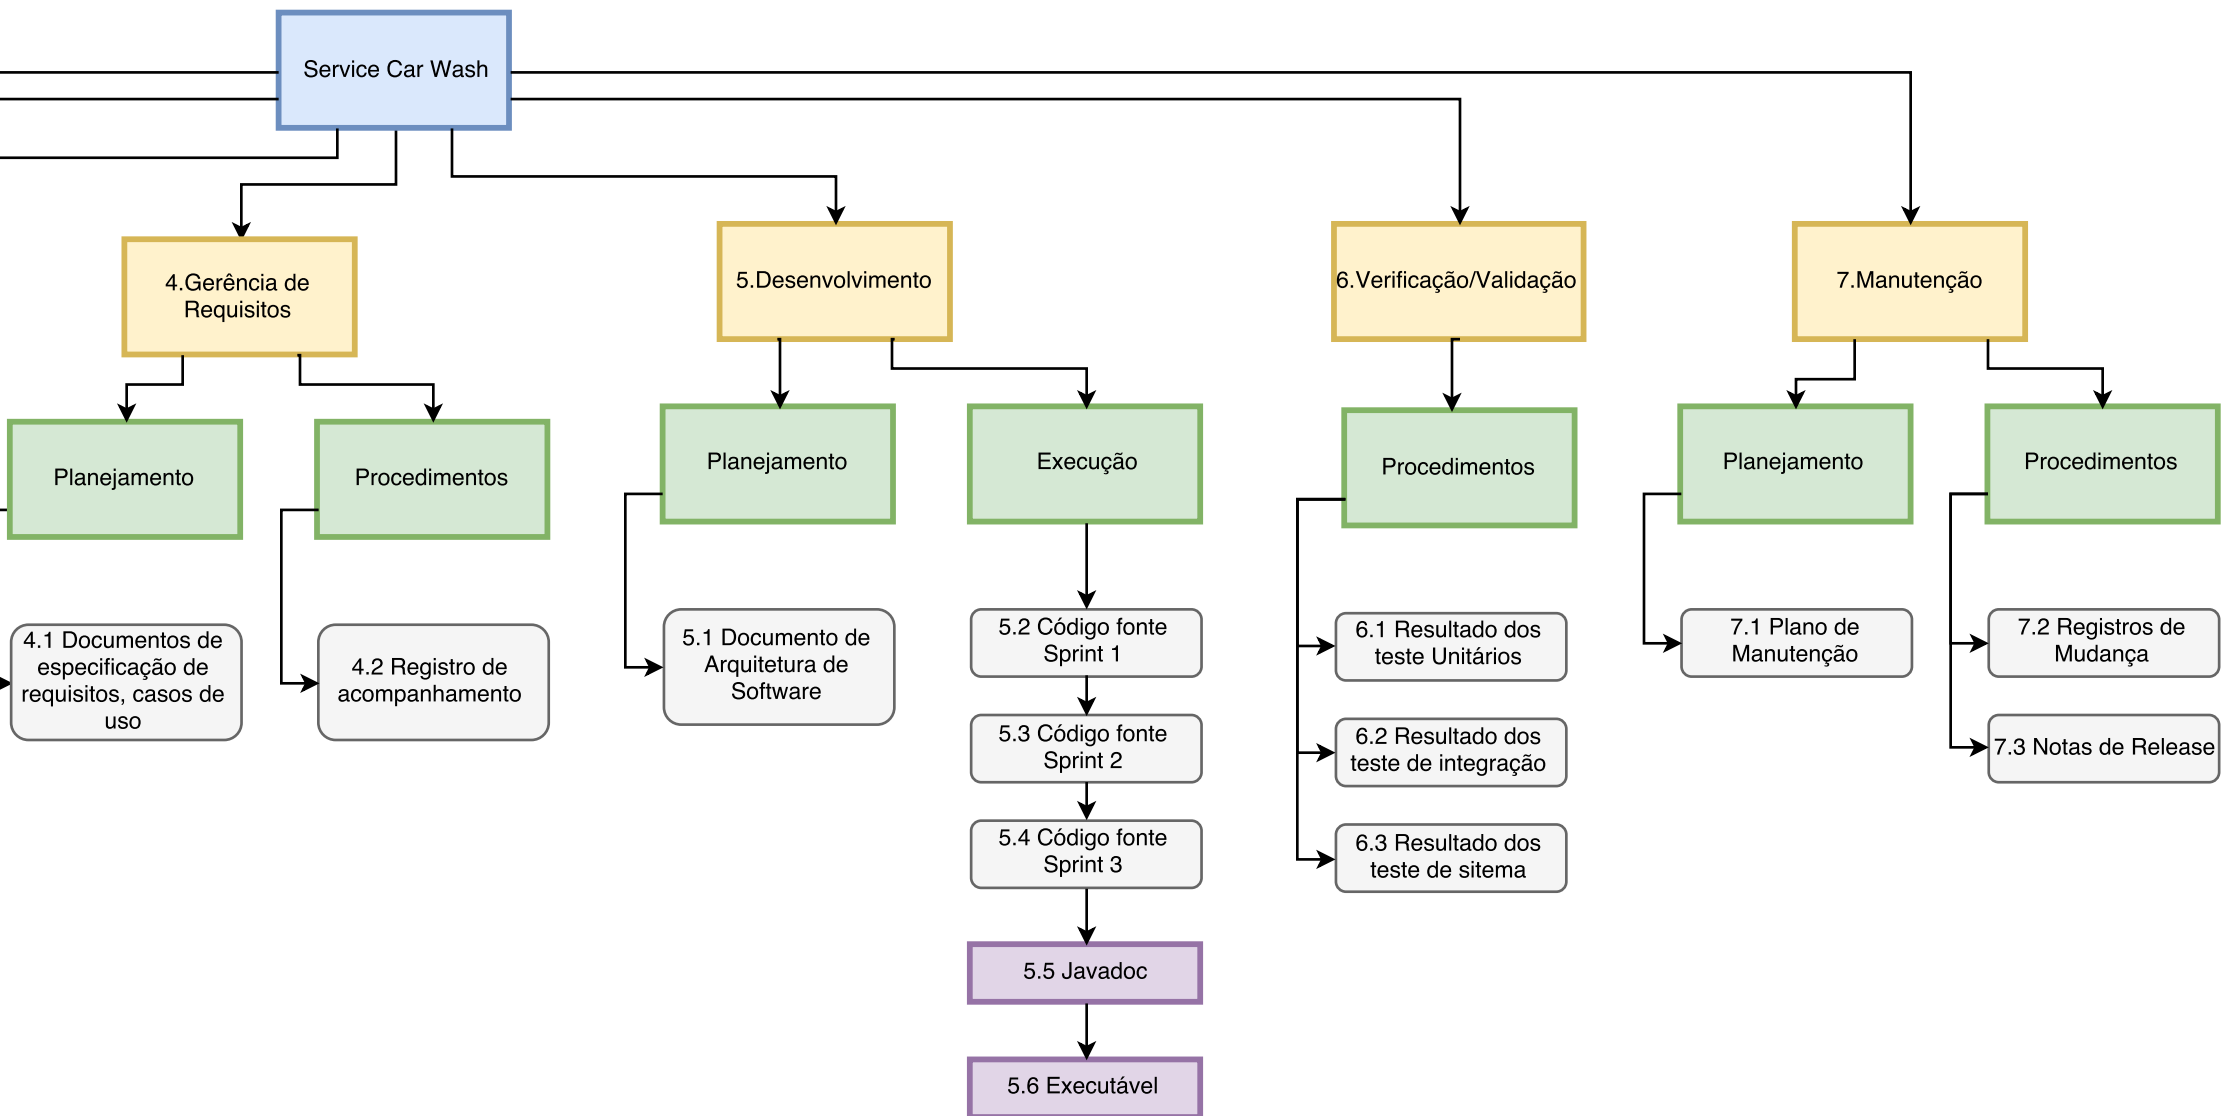 Service Car Wash
4.Gerência de
Requisitos
5.Desenvolvimento
6.Verificação/Validação
7.Manutenção
Planejamento
Procedimentos
Planejamento
Execução
Procedimentos
Planejamento
Procedimentos
4.1 Documentos de
especificação de
requisitos, casos de
uso
4.2 Registro de
acompanhamento
5.1 Documento de
Arquitetura de
Software
5.2 Código fonte
Sprint 1
5.3 Código fonte
Sprint 2
5.4 Código fonte
Sprint 3
5.5 Javadoc
5.6 Executável
6.1 Resultado dos
teste Unitários
6.2 Resultado dos
teste de integração
6.3 Resultado dos
teste de sitema
7.1 Plano de
Manutenção
7.2 Registros de
Mudança
7.3 Notas de Release